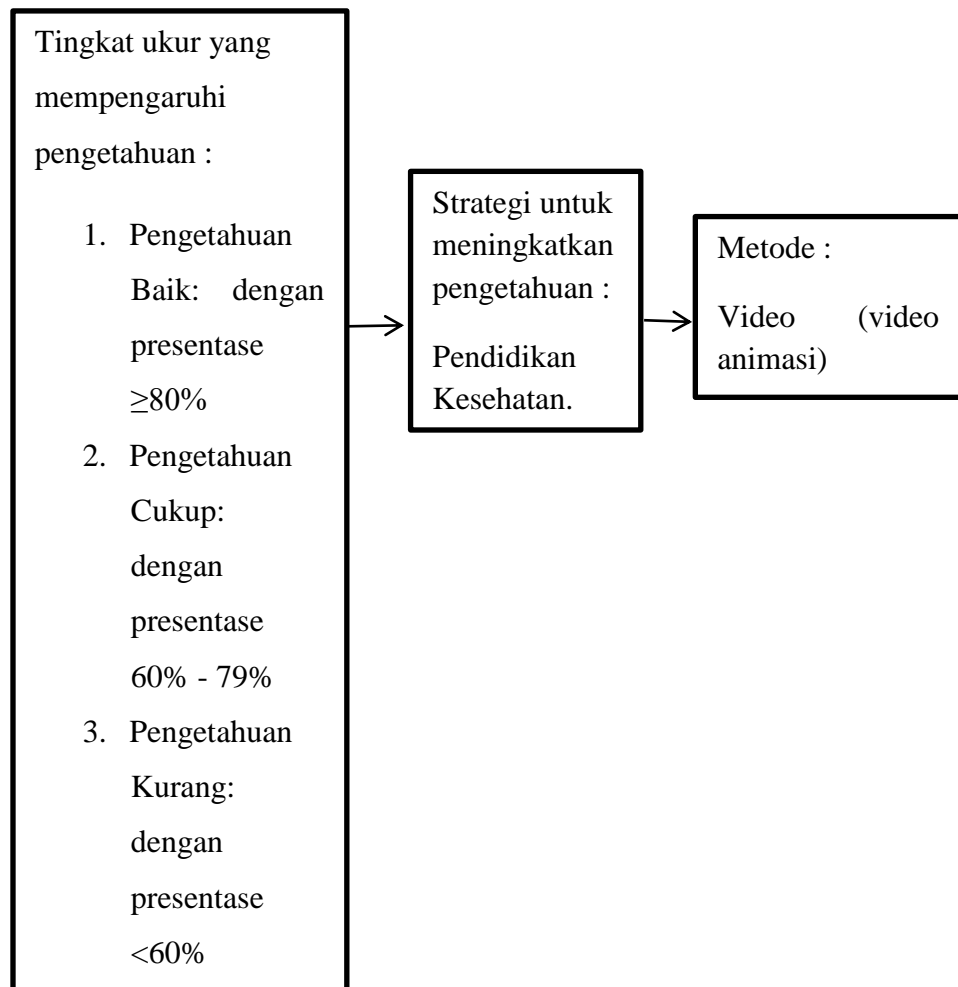 Tingkat ukur yang
mempengaruhi
pengetahuan :
1. Pengetahuan
Baik: dengan
presentase
≥80%
2. Pengetahuan
Cukup:
dengan
presentase
60% - 79%
3. Pengetahuan
Kurang:
dengan
presentase
<60%
Strategi untuk
meningkatkan
pengetahuan :
Pendidikan
Kesehatan.
Metode :
Video (video
animasi)